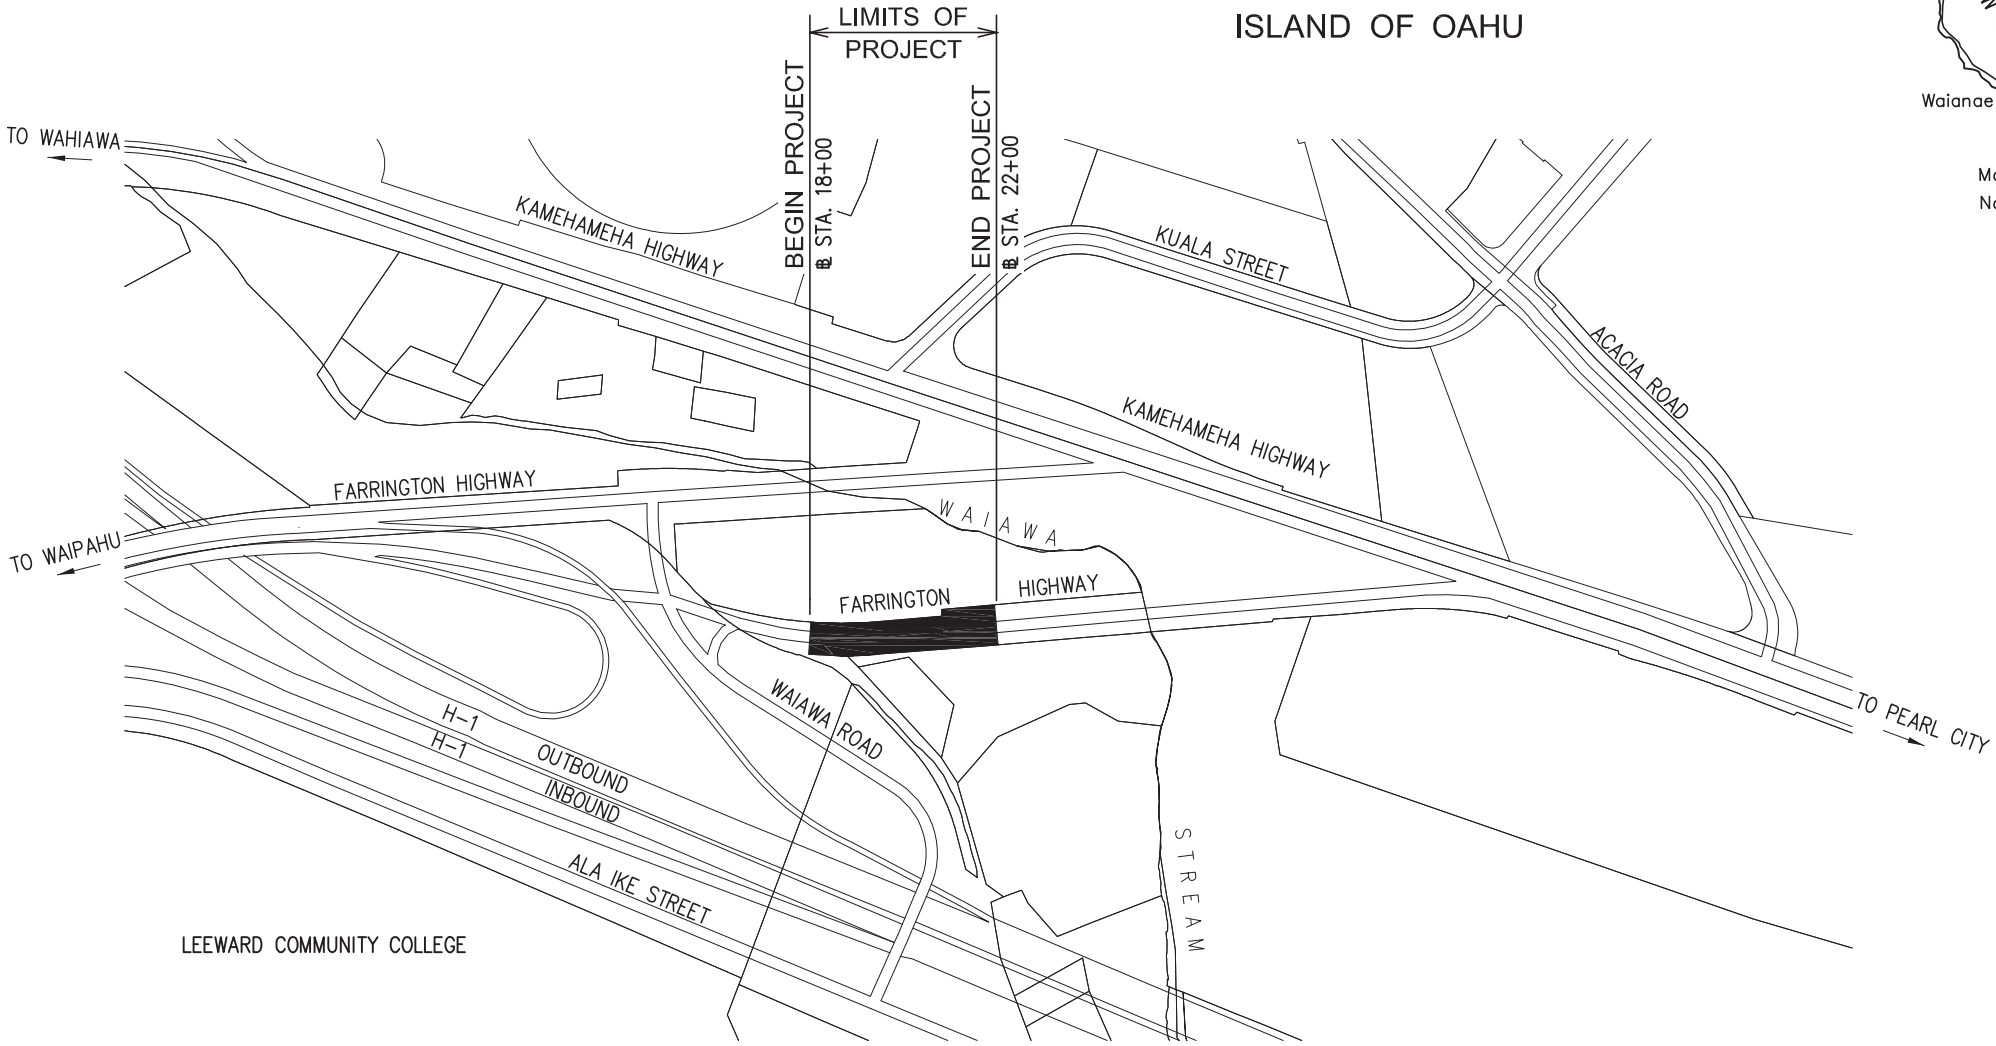 LIMITS OF
PROJECT
ISLAND OF OAHU
BEGIN PROJECT
℄ STA. 18+00
END PROJECT
℄ STA. 22+00
Waianae
TO WAHIAWA
KAMEHAMEHA HIGHWAY
KUALA STREET
ACACIA ROAD
KAMEHAMEHA HIGHWAY
FARRINGTON HIGHWAY
WAIAWA
TO WAIPAHU
FARRINGTON HIGHWAY
WAIAWA ROAD
TO PEARL CITY
H-1 OUTBOUND
H-1 INBOUND
ALA IKE STREET
STREAM
LEEWARD COMMUNITY COLLEGE